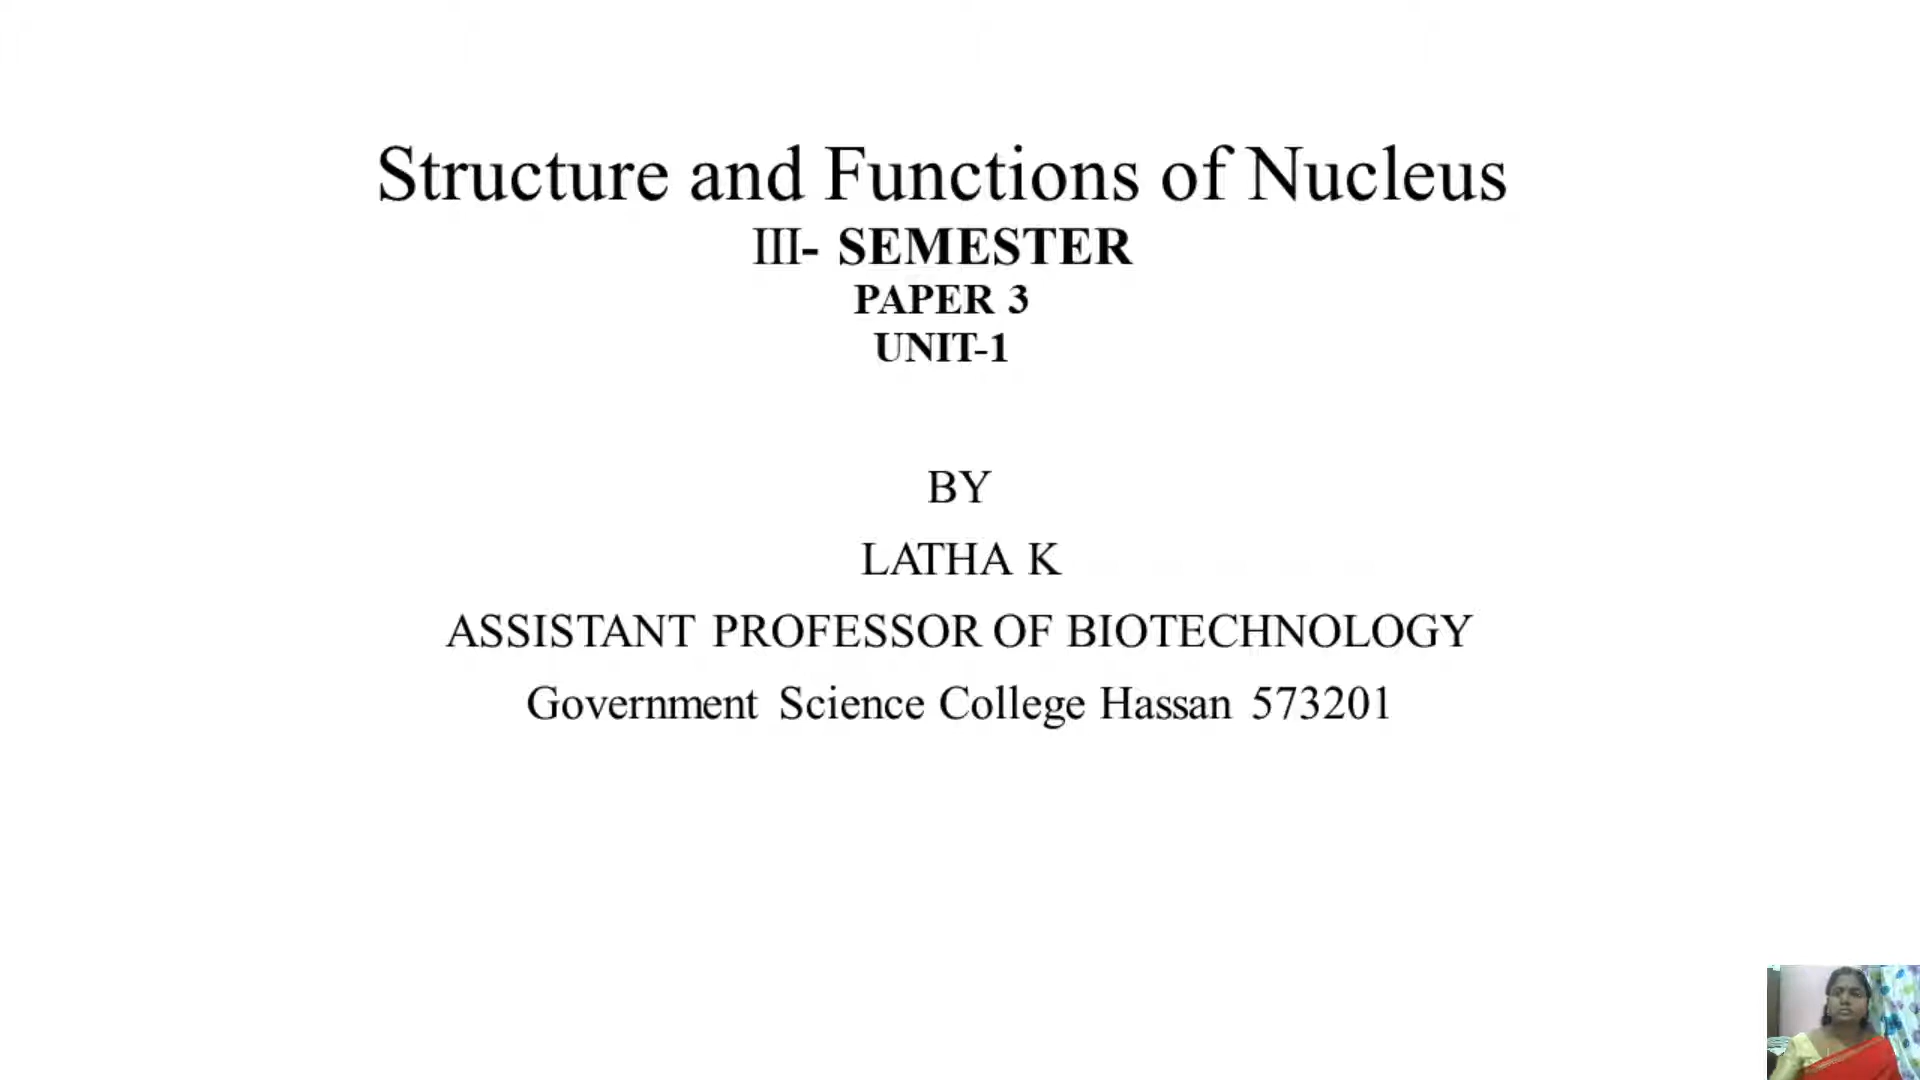 Structure and Functions of Nucleus
III- SEMESTER
PAPER 3
UNIT-1
BY
LATHA K
ASSISTANT PROFESSOR OF BIOTECHNOLOGY
Government Science College Hassan 573201